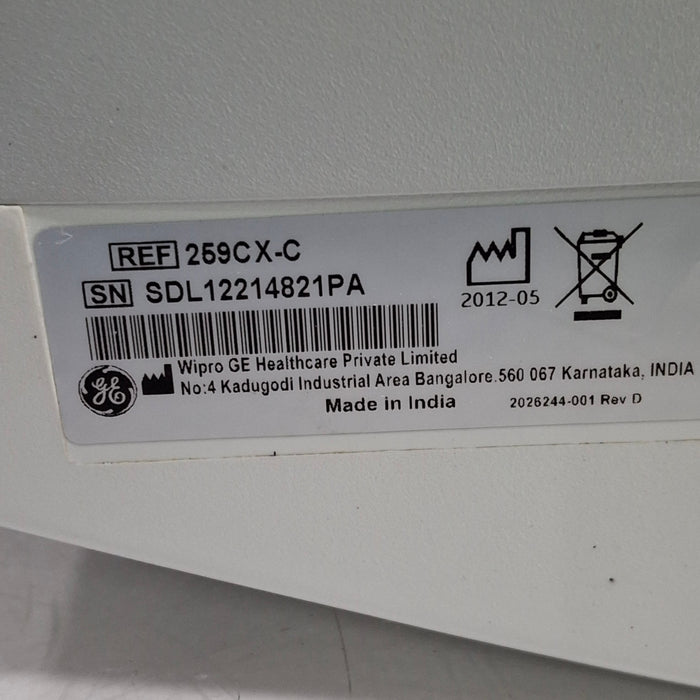 REF 259CX-C
SN SDL12214821PA
2012-05
Wipro GE Healthcare Private Limited
No:4 Kadugodi Industrial Area Bangalore.560 067 Karnataka, INDIA
GE
Made in India
2026244-001 Rev D